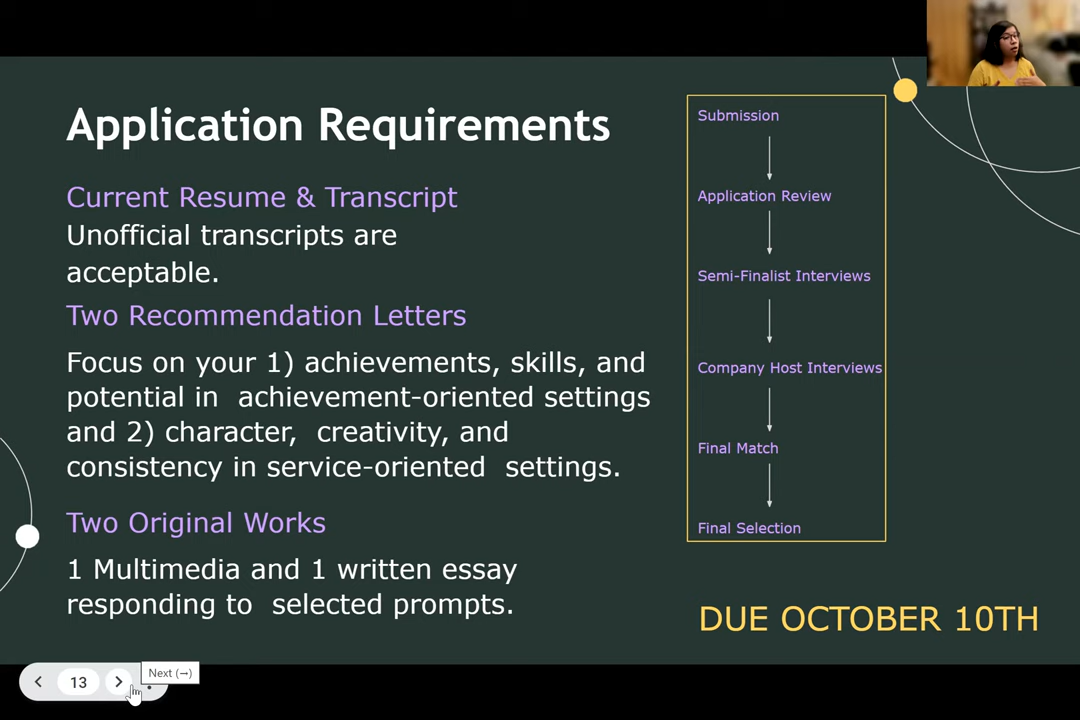 Application Requirements
Current Resume & Transcript
Unofficial transcripts are
acceptable.
Two Recommendation Letters
Focus on your 1) achievements, skills, and
potential in achievement-oriented settings
and 2) character, creativity, and
consistency in service-oriented settings.
Two Original Works
1 Multimedia and 1 written essay
responding to selected prompts.
Submission
Application Review
Semi-Finalist Interviews
Company Host Interviews
Final Match
Final Selection
DUE OCTOBER 10TH
13
Next (→)